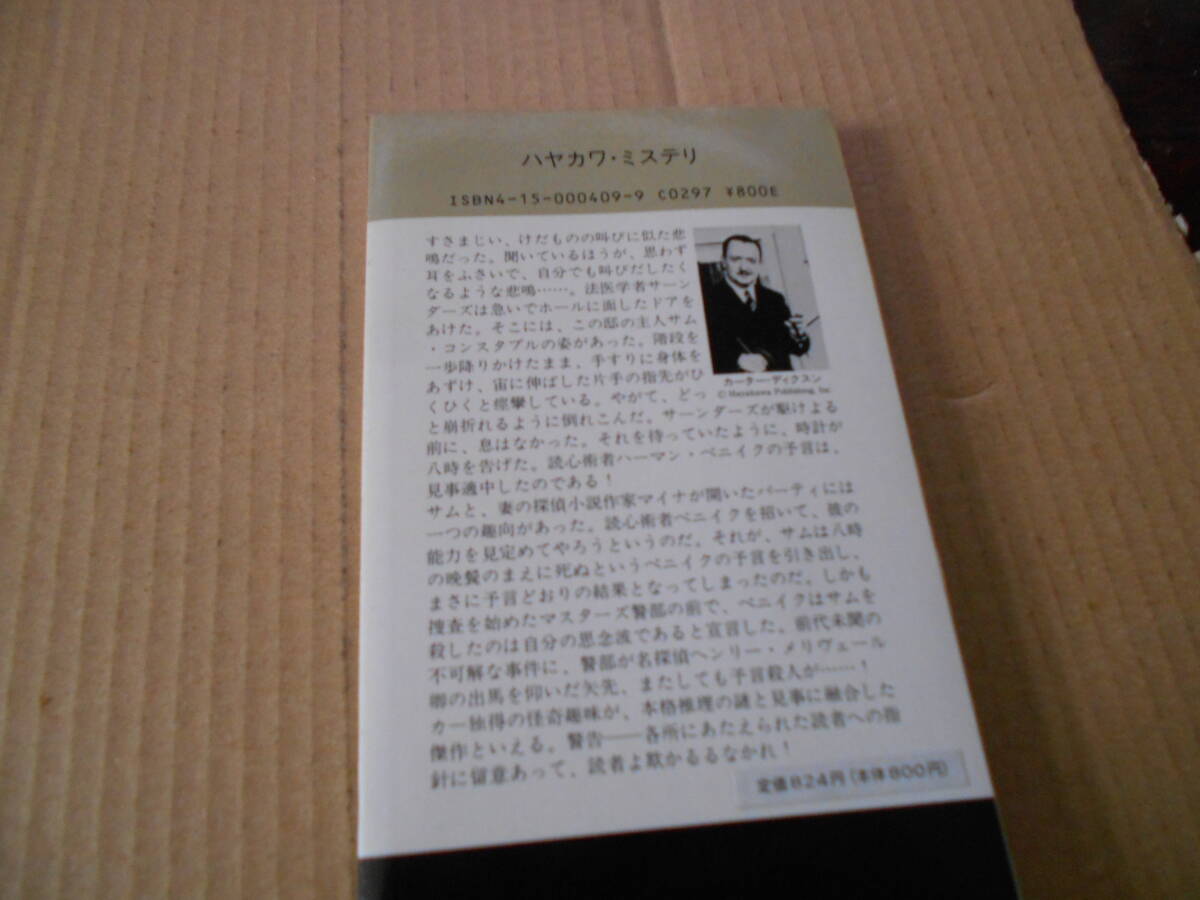 ハヤカワ・ミステリ
ISBN4-15-000409-9 C0297 ¥800E
すさまじい、けだものの叫びに似た悲
鳴だった。聞いているほうが、思わず
耳をふさいで、自分でも叫びだしたく
なるような悲鳴……。法医学者サーン
ダーズは急いでホールに面したドアを
あけた。そこには、この邸の主人サム
・コンスタブルの姿があった。階段を
一歩降りかけたまま、手すりに身体を
あずけ、宙に伸ばした片手の指先がひ
くひくと痙攣している。やがて、どっ
と崩折れるように倒れこんだ。サーンダーズが駆けよる
前に、息はなかった。それを待っていたように、時計が
八時を告げた。読心術者ハーマン・ペニイクの予言は、
見事適中したのである！
サムと、妻の探偵小説作家マイナが開いたパーティには
一つの趣向があった。読心術者ペニイクを招いて、彼の
能力を見定めてやろうというのだ。それが、サムは八時
の晩餐のまえに死ぬというペニイクの予言を引き出し、
まさに予言どおりの結果となってしまったのだ。しかも
捜査を始めたマスターズ警部の前で、ペニイクはサムを
殺したのは自分の思念波であると宣言した。前代未聞の
不可解な事件に、警部が名探偵ヘンリー・メリヴェール
卿の出馬を仰いだ矢先、またしても予言殺人が……！
カー独得の怪奇趣味が、本格推理の謎と見事に融合した
傑作といえる。警告――各所にあたえられた読者への指
針に留意あって、読者よ欺かるるなかれ！
カーター・ディクスン
© Hayakawa Publishing, Inc.
定価824円(本体800円)